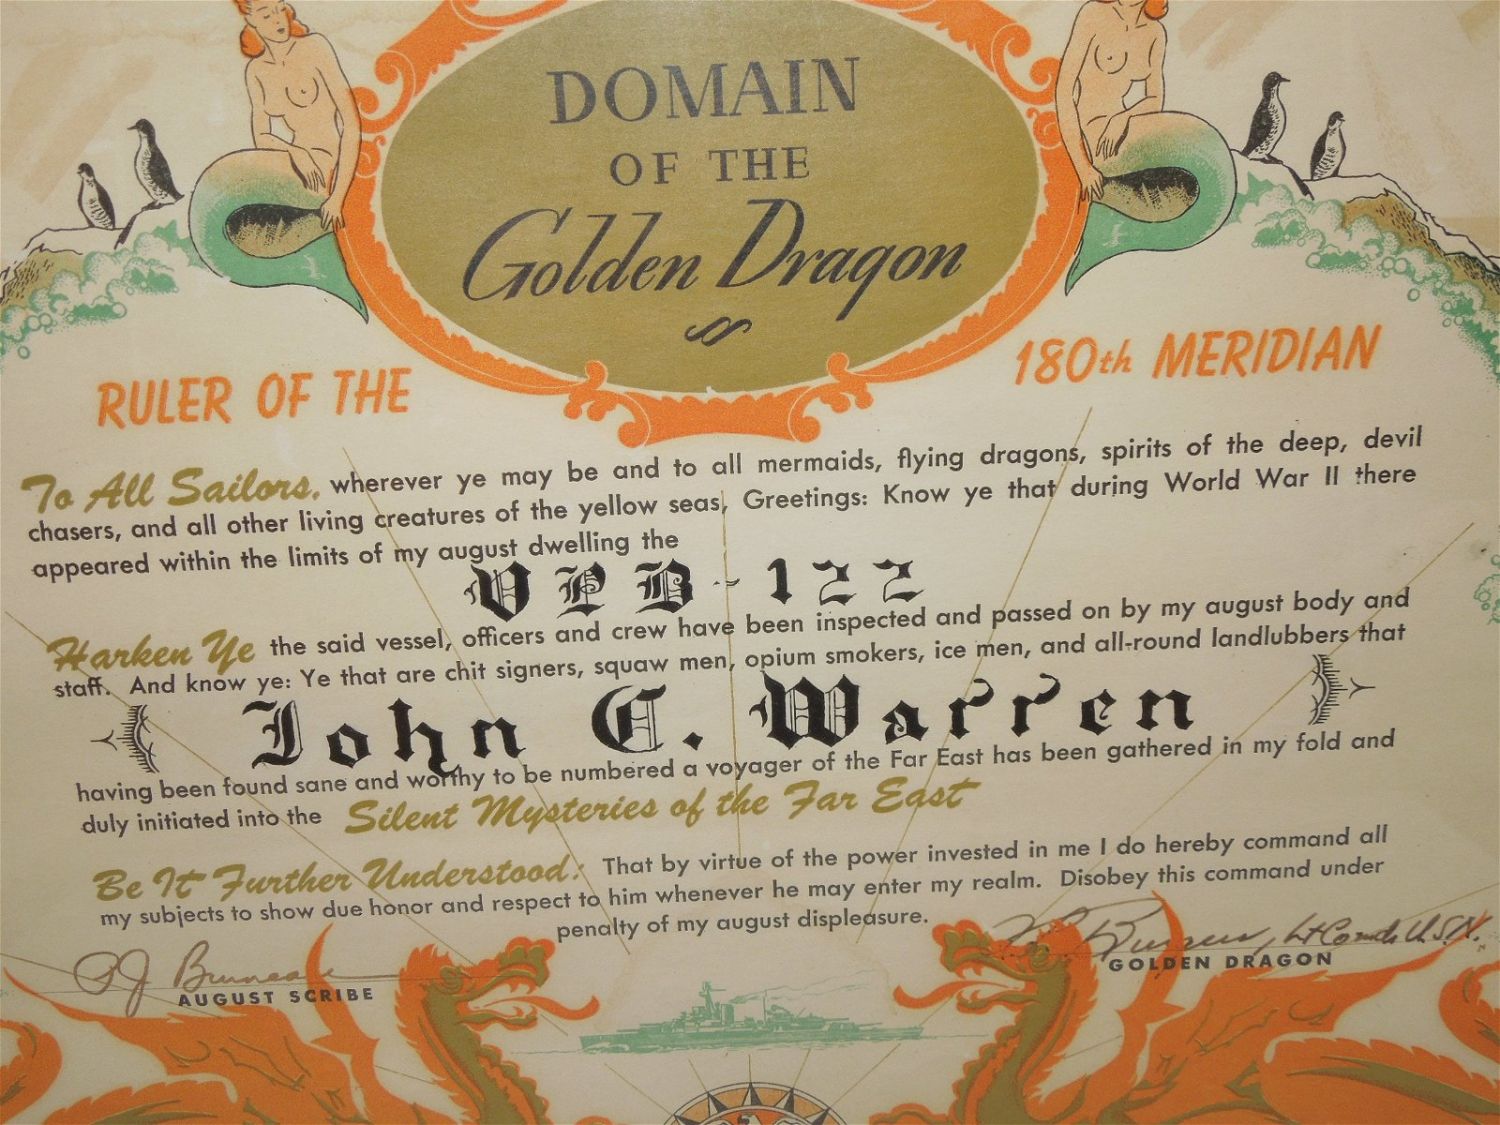 DOMAIN
OF THE
Golden Dragon
RULER OF THE 180th MERIDIAN
To All Sailors, wherever ye may be and to all mermaids, flying dragons, spirits of the deep, devil
chasers, and all other living creatures of the yellow seas, Greetings: Know ye that during World War II there
appeared within the limits of my august dwelling the
VPB-122
Harken Ye the said vessel, officers and crew have been inspected and passed on by my august body and
staff. And know ye: Ye that are chit signers, squaw men, opium smokers, ice men, and all-round landlubbers that
John C. Warren
having been found sane and worthy to be numbered a voyager of the Far East has been gathered in my fold and
duly initiated into the Silent Mysteries of the Far East
Be It Further Understood: That by virtue of the power invested in me I do hereby command all
my subjects to show due honor and respect to him whenever he may enter my realm. Disobey this command under
penalty of my august displeasure.
AUGUST SCRIBE
Lt Comdr U.S.N.
GOLDEN DRAGON